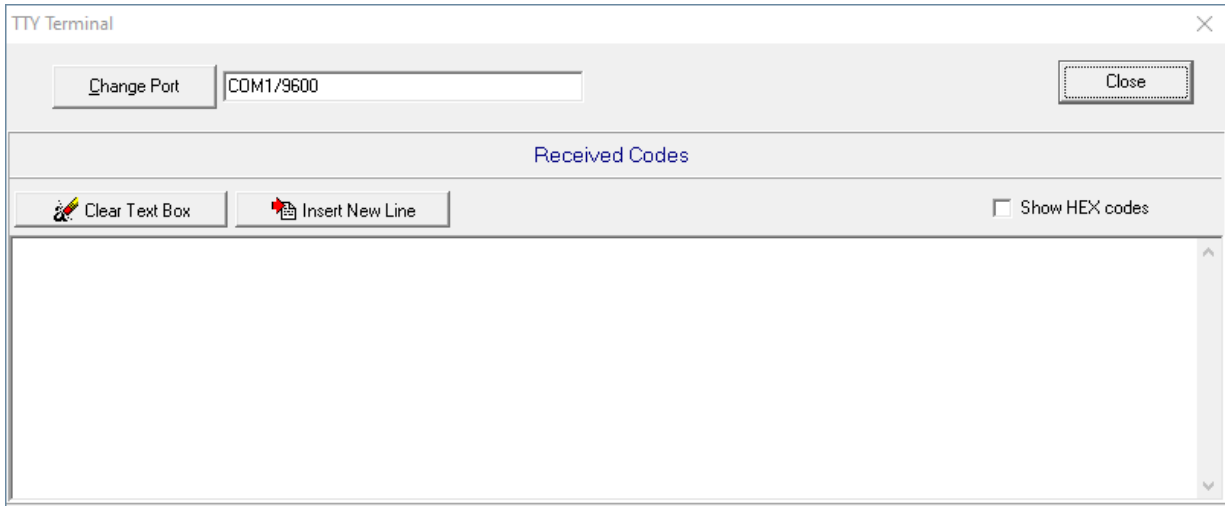 TTY Terminal
Change Port COM1/9600 Close
Received Codes
Clear Text Box Insert New Line Show HEX codes